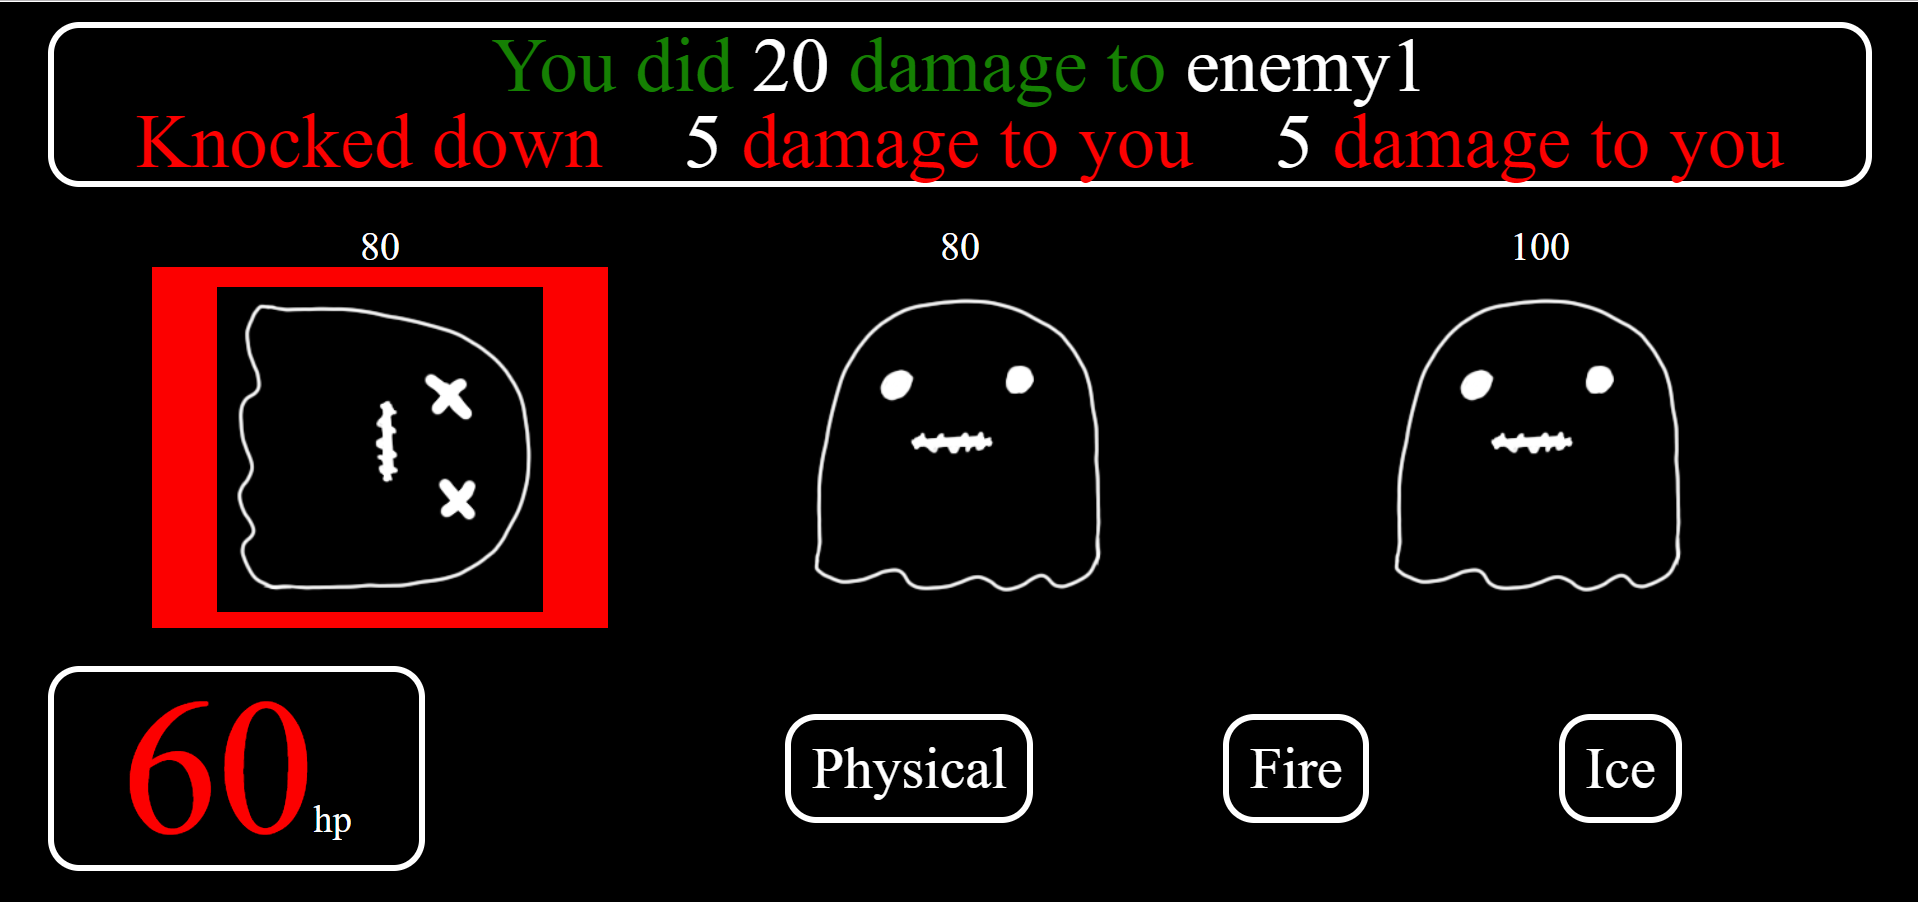 You did 20 damage to enemy1
Knocked down 5 damage to you 5 damage to you
80 80 100
60 hp
Physical Fire Ice